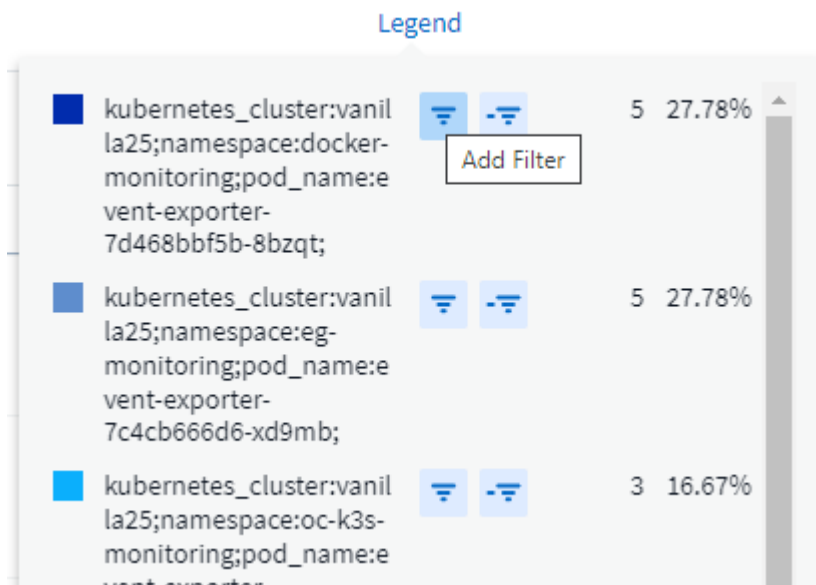 Legend
kubernetes_cluster:vanil 5 27.78%
la25;namespace:docker-
Add Filter
monitoring;pod_name:e
vent-exporter-
7d468bbf5b-8bzqt;
kubernetes_cluster:vanil 5 27.78%
la25;namespace:eg-
monitoring;pod_name:e
vent-exporter-
7c4cb666d6-xd9mb;
kubernetes_cluster:vanil 3 16.67%
la25;namespace:oc-k3s-
monitoring;pod_name:e
vent-exporter-